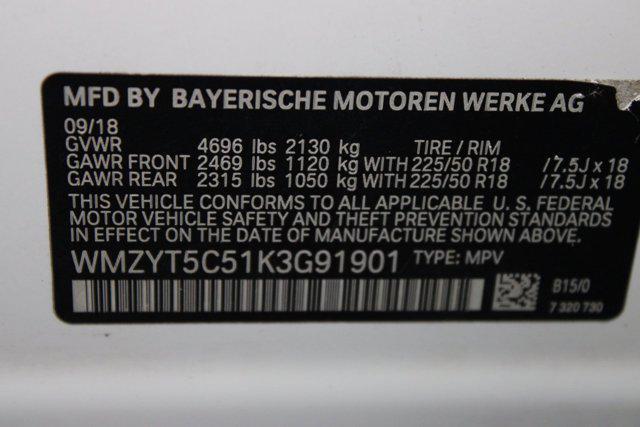 MFD BY BAYERISCHE MOTOREN WERKE AG
09/18
GVWR 4696 lbs 2130 kg TIRE / RIM
GAWR FRONT 2469 lbs 1120 kg WITH 225/50 R18 / 7.5J x 18
GAWR REAR 2315 lbs 1050 kg WITH 225/50 R18 / 7.5J x 18
THIS VEHICLE CONFORMS TO ALL APPLICABLE U. S. FEDERAL
MOTOR VEHICLE SAFETY AND THEFT PREVENTION STANDARDS
IN EFFECT ON THE DATE OF MANUFACTURE SHOWN ABOVE.
WMZYT5C51K3G91901 TYPE: MPV
B15/0
7 320 730